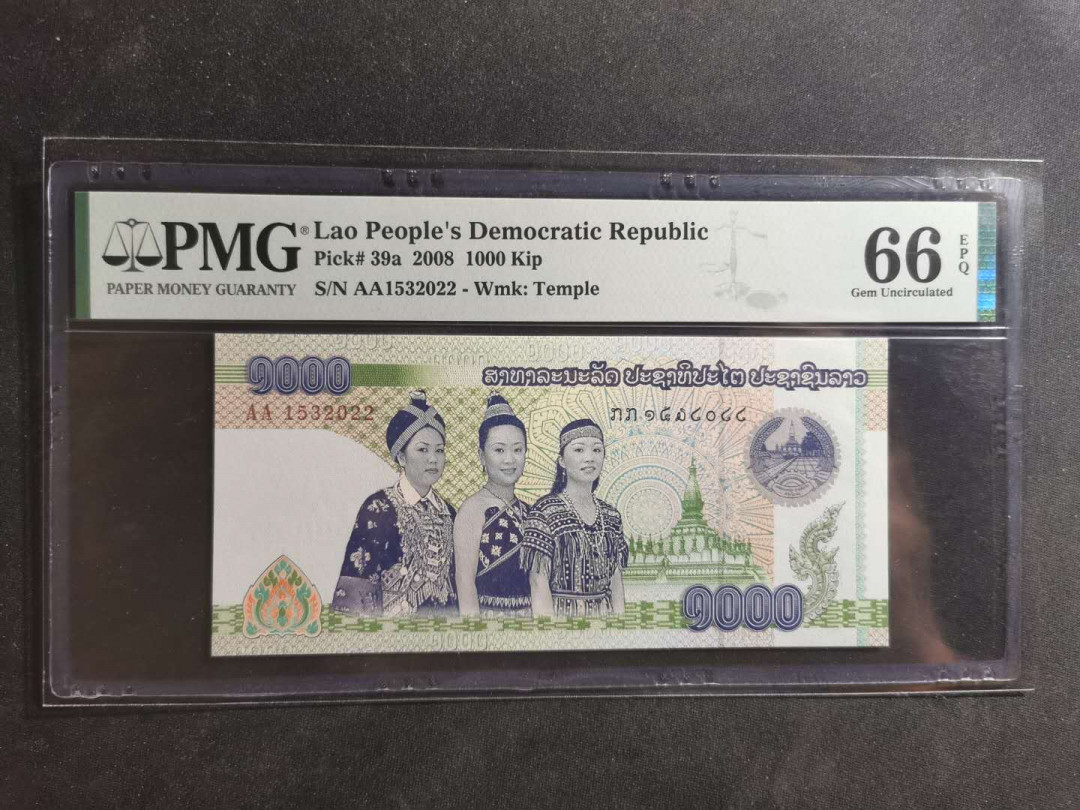 PMG® Lao People's Democratic Republic
Pick# 39a 2008 1000 Kip
PAPER MONEY GUARANTY
S/N AA1532022 - Wmk: Temple
66 EPQ
Gem Uncirculated
໑໐໐໐
ສາທາລະນະລັດ ປະຊາທິປະໄຕ ປະຊາຊົນລາວ
AA 1532022
ກກ ໑໕໓໒໐໒໒
໑໐໐໐